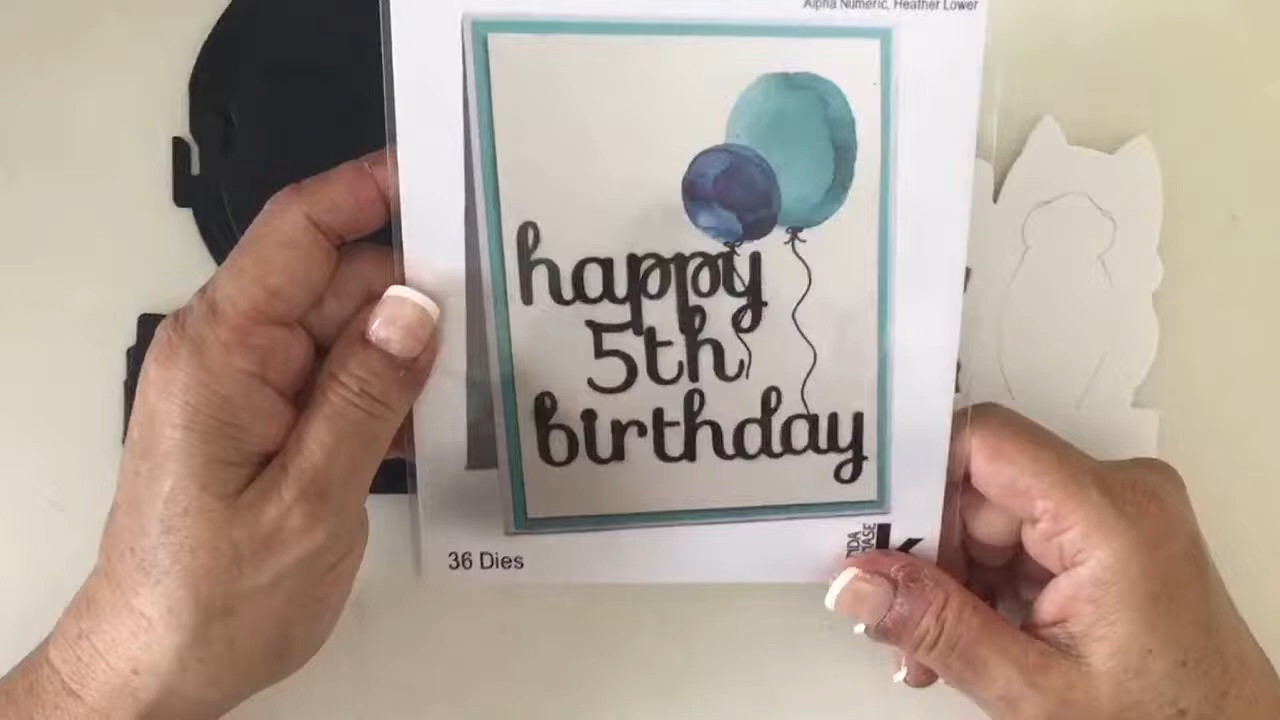 Alpha Numeric, Heather Lower
happy
5th
birthday
36 Dies